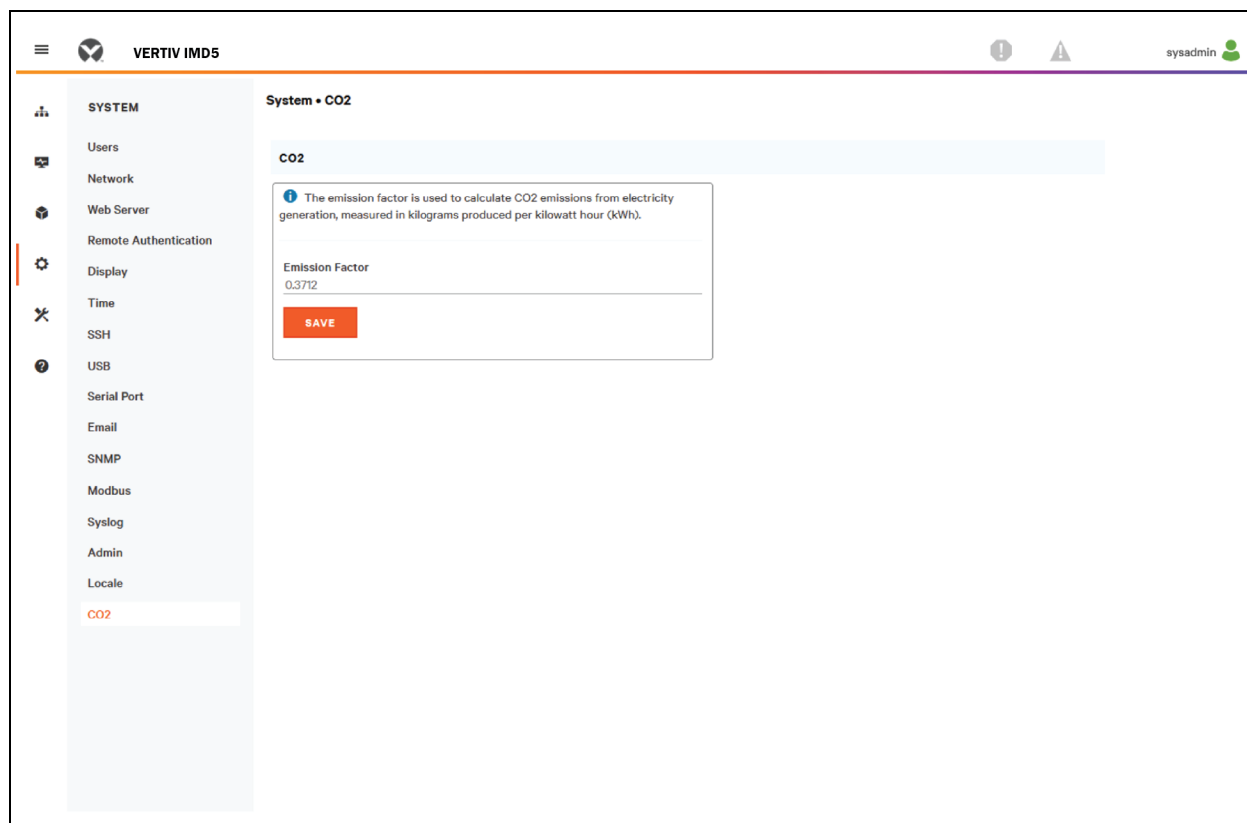 VERTIV IMD5
sysadmin
SYSTEM
Users
Network
Web Server
Remote Authentication
Display
Time
SSH
USB
Serial Port
Email
SNMP
Modbus
Syslog
Admin
Locale
CO2
System • CO2
CO2
The emission factor is used to calculate CO2 emissions from electricity
generation, measured in kilograms produced per kilowatt hour (kWh).
Emission Factor
0.3712
SAVE